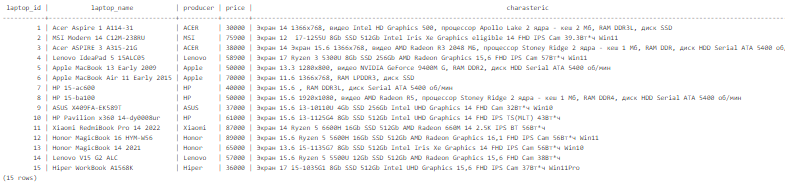 laptop_id | laptop_name | producer | price | charasteric
1 | Acer Aspire 1 A114-31 | ACER | 30000 | Экран 14 1366x768, видео Intel HD Graphics 500, процессор Apollo Lake 2 ядра - кеш 2 Мб, RAM DDR3L, диск SSD
2 | MSI Modern 14 C12M-238RU | MSI | 75900 | Экран 12 i7-1255U 8Gb SSD 512Gb Intel Iris Xe Graphics eligible 14 FHD IPS Cam 39.3Вт*ч Win11
3 | Acer ASPIRE 3 A315-21G | ACER | 38000 | Экран 14 Экран 15.6 1366x768, видео AMD Radeon R3 2048 МБ, процессор Stoney Ridge 2 ядра - кеш 1 Мб, RAM DDR, диск HDD Serial ATA 5400 об/
4 | Lenovo IdeaPad 5 15ALC05 | Lenovo | 58900 | Экран 17 Ryzen 3 5300U 8Gb SSD 256Gb AMD Radeon Graphics 15,6 FHD IPS Cam 57Вт*ч Win11
5 | Apple MacBook 13 Early 2009 | Apple | 50000 | Экран 13.3 1280x800, видео NVIDIA GeForce 9400M G, RAM DDR2, диск HDD Serial ATA 5400 об/мин
6 | Apple MacBook Air 11 Early 2015 | Apple | 70000 | Экран 11.6 1366x768, RAM LPDDR3, диск SSD
7 | HP 15-ac600 | HP | 40000 | Экран 15.6 , RAM DDR3L, диск HDD Serial ATA 5400 об/мин
8 | HP 15-ba100 | HP | 50000 | Экран 15.6 1920x1080, видео AMD Radeon R5, процессор Stoney Ridge 2 ядра - кеш 1 Мб, RAM DDR4, диск HDD Serial ATA 5400 об/мин
9 | ASUS X409FA-EK589T | ASUS | 37000 | Экран 15.6 i3-10110U 4Gb SSD 256Gb Intel UHD Graphics 14 FHD Cam 32Вт*ч Win10
10 | HP Pavilion x360 14-dy0008ur | HP | 61000 | Экран 15.6 i3-1125G4 8Gb SSD 512Gb Intel UHD Graphics 14 FHD IPS TS(MLT) 43Вт*ч
11 | Xiaomi RedmiBook Pro 14 2022 | Xiaomi | 87000 | Экран 14 Ryzen 5 6600H 16Gb SSD 512Gb AMD Radeon 660M 14 2.5K IPS BT 56Вт*ч
12 | Honor MagicBook 16 HYM-W56 | Honor | 89000 | Экран 15.6 Ryzen 5 5600H 16Gb SSD 512Gb AMD Radeon Graphics 16,1 FHD IPS Cam 56Вт*ч Win11
13 | Honor MagicBook 14 2021 | Honor | 65000 | Экран 13.6 i5-1135G7 8Gb SSD 512Gb Intel Iris Xe Graphics 14 FHD IPS Cam 56Вт*ч Win10
14 | Lenovo V15 G2 ALC | Lenovo | 57000 | Экран 15.6 Ryzen 5 5500U 12Gb SSD 512Gb AMD Radeon Graphics 15,6 FHD Cam 38Вт*ч
15 | Hiper WorkBook A1568K | Hiper | 36000 | Экран 17 i5-1035G1 8Gb SSD 512Gb Intel UHD Graphics 15,6 FHD IPS Cam 37Вт*ч Win11Pro
(15 rows)